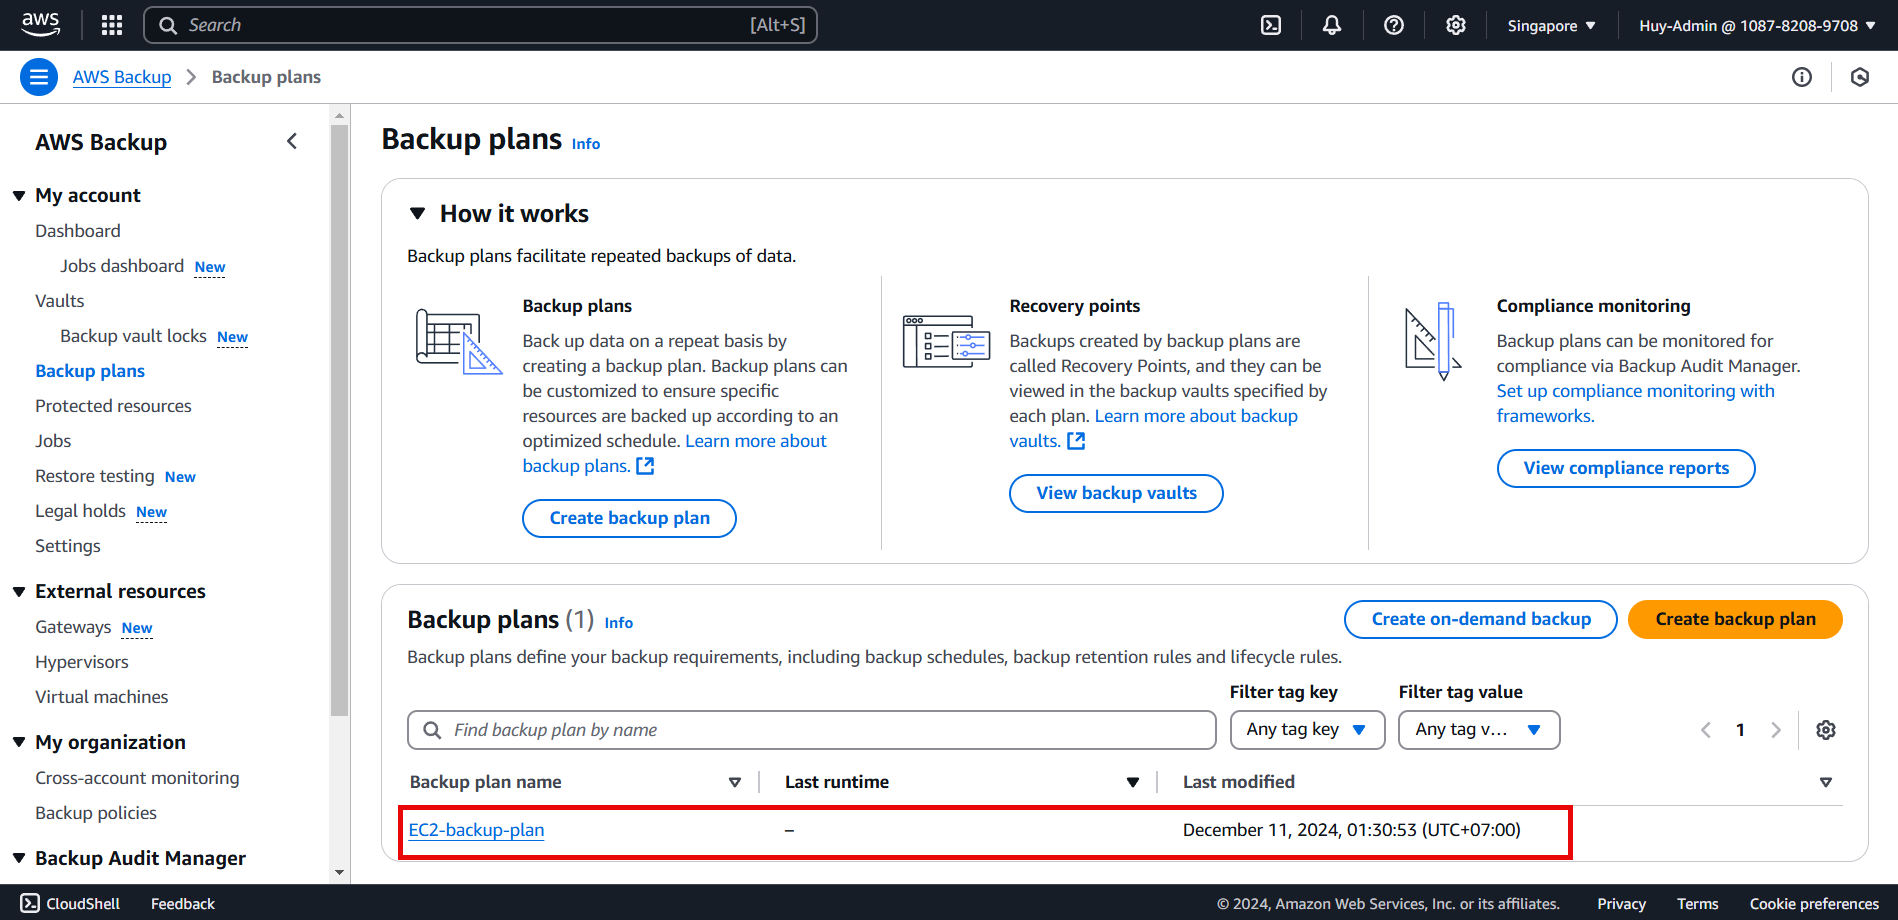 aws
Search
[Alt+S]
Singapore
Huy-Admin @ 1087-8208-9708
AWS Backup
Backup plans
AWS Backup
My account
Dashboard
Jobs dashboard New
Vaults
Backup vault locks New
Backup plans
Protected resources
Jobs
Restore testing New
Legal holds New
Settings
External resources
Gateways New
Hypervisors
Virtual machines
My organization
Cross-account monitoring
Backup policies
Backup Audit Manager
Backup plans Info
How it works
Backup plans facilitate repeated backups of data.
Backup plans
Back up data on a repeat basis by
creating a backup plan. Backup plans can
be customized to ensure specific
resources are backed up according to an
optimized schedule. Learn more about
backup plans.
Create backup plan
Recovery points
Backups created by backup plans are
called Recovery Points, and they can be
viewed in the backup vaults specified by
each plan. Learn more about backup
vaults.
View backup vaults
Compliance monitoring
Backup plans can be monitored for
compliance via Backup Audit Manager.
Set up compliance monitoring with
frameworks.
View compliance reports
Backup plans (1) Info
Create on-demand backup
Create backup plan
Backup plans define your backup requirements, including backup schedules, backup retention rules and lifecycle rules.
Filter tag key
Filter tag value
Find backup plan by name
Any tag key
Any tag v...
1
Backup plan name
Last runtime
Last modified
EC2-backup-plan
–
December 11, 2024, 01:30:53 (UTC+07:00)
CloudShell
Feedback
© 2024, Amazon Web Services, Inc. or its affiliates.
Privacy
Terms
Cookie preferences